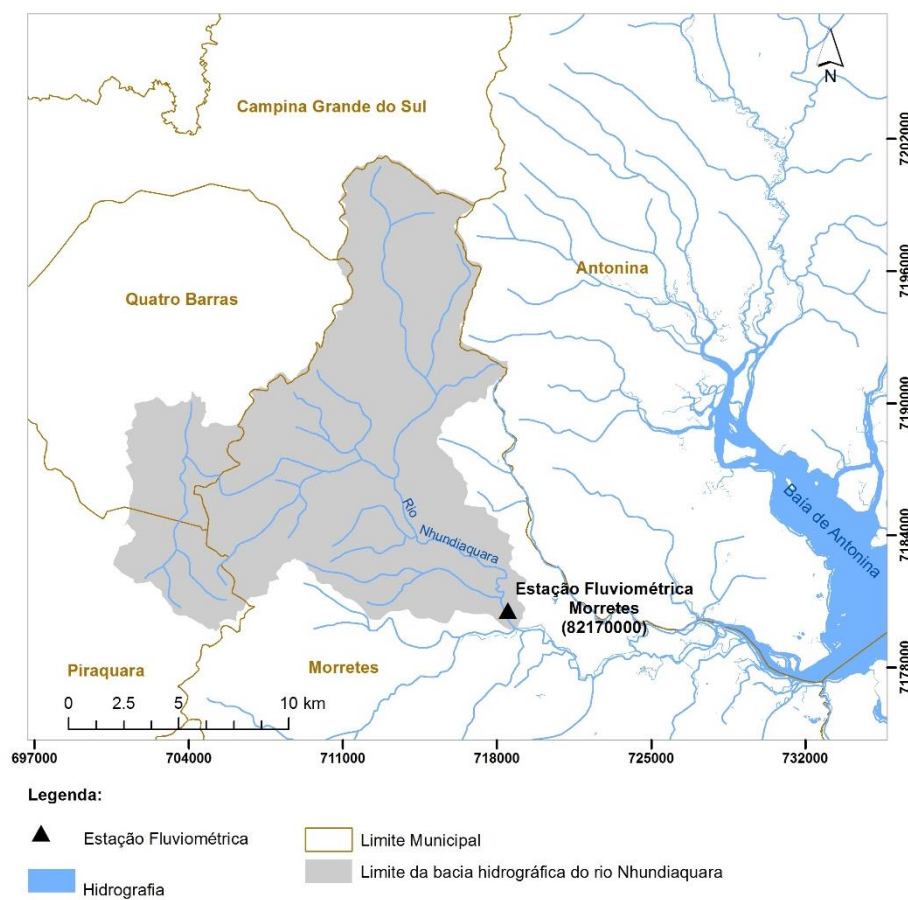 N
7202000
Campina Grande do Sul
Antonina
7196000
Quatro Barras
7190000
Baía de Antonina
Rio Nhundiaquara
7184000
Estação Fluviométrica
Morretes
(82170000)
Piraquara
Morretes
7178000
0 2.5 5 10 km
697000 704000 711000 718000 725000 732000
Legenda:
Estação Fluviométrica
Limite Municipal
Hidrografia
Limite da bacia hidrográfica do rio Nhundiaquara